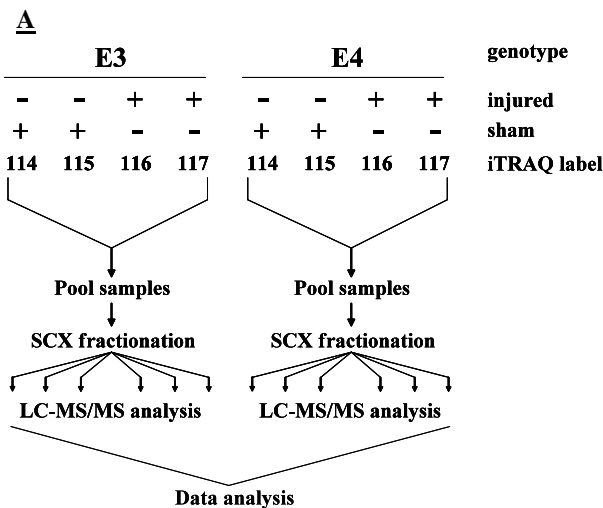 A
E3 E4 genotype
- - + + - - + + injured
+ + - - + + - - sham
114 115 116 117 114 115 116 117 iTRAQ label
Pool samples Pool samples
SCX fractionation SCX fractionation
LC-MS/MS analysis LC-MS/MS analysis
Data analysis